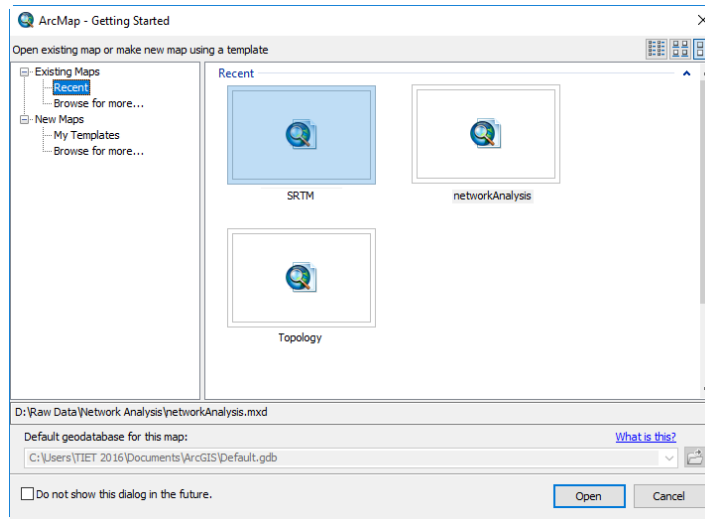 ArcMap - Getting Started
Open existing map or make new map using a template
Existing Maps
Recent
Browse for more...
New Maps
My Templates
Browse for more...
Recent
SRTM
networkAnalysis
Topology
D:\Raw Data\Network Analysis\networkAnalysis.mxd
Default geodatabase for this map:
What is this?
C:\Users\TIET 2016\Documents\ArcGIS\Default.gdb
Do not show this dialog in the future.
Open
Cancel